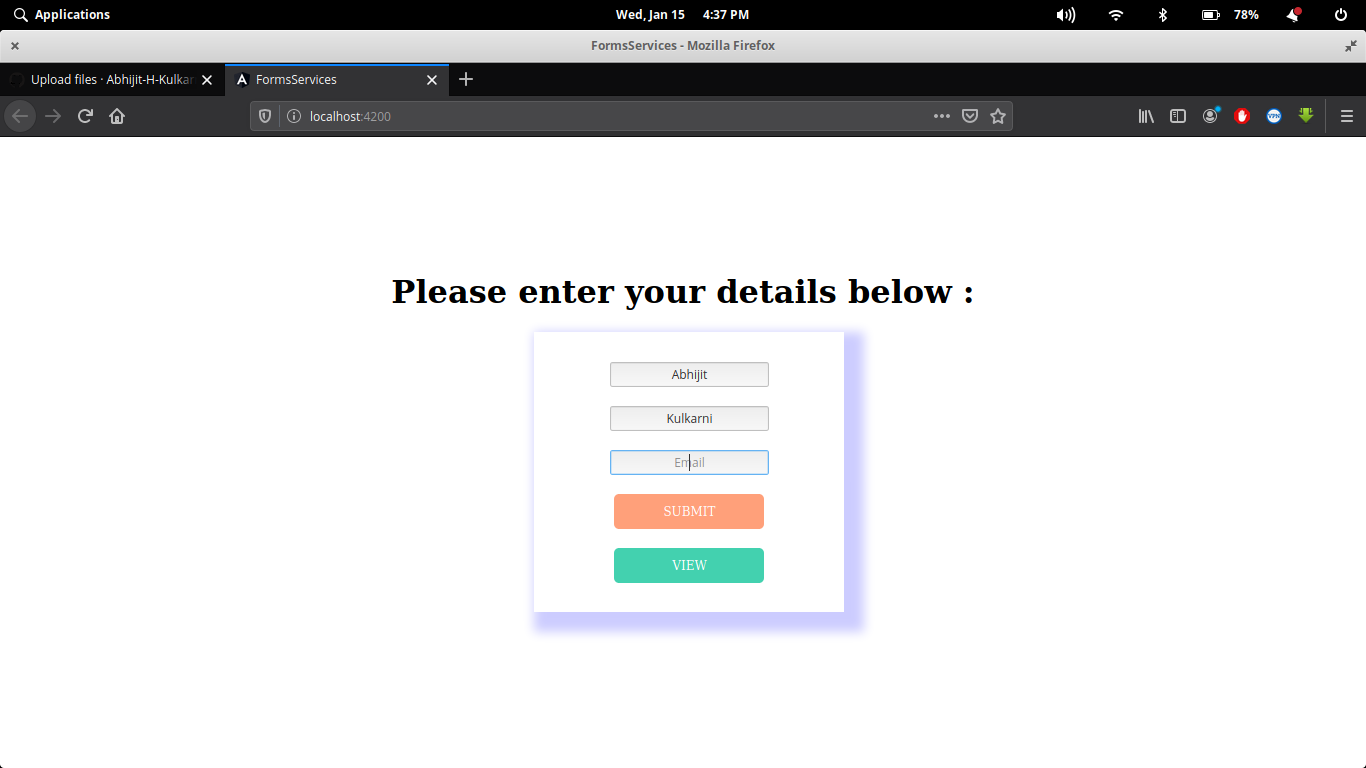 Applications
Wed, Jan 15 4:37 PM
78%
FormsServices - Mozilla Firefox
Upload files · Abhijit-H-Kulkar
FormsServices
localhost:4200
VPN
Please enter your details below :
Abhijit
Kulkarni
Email
SUBMIT
VIEW